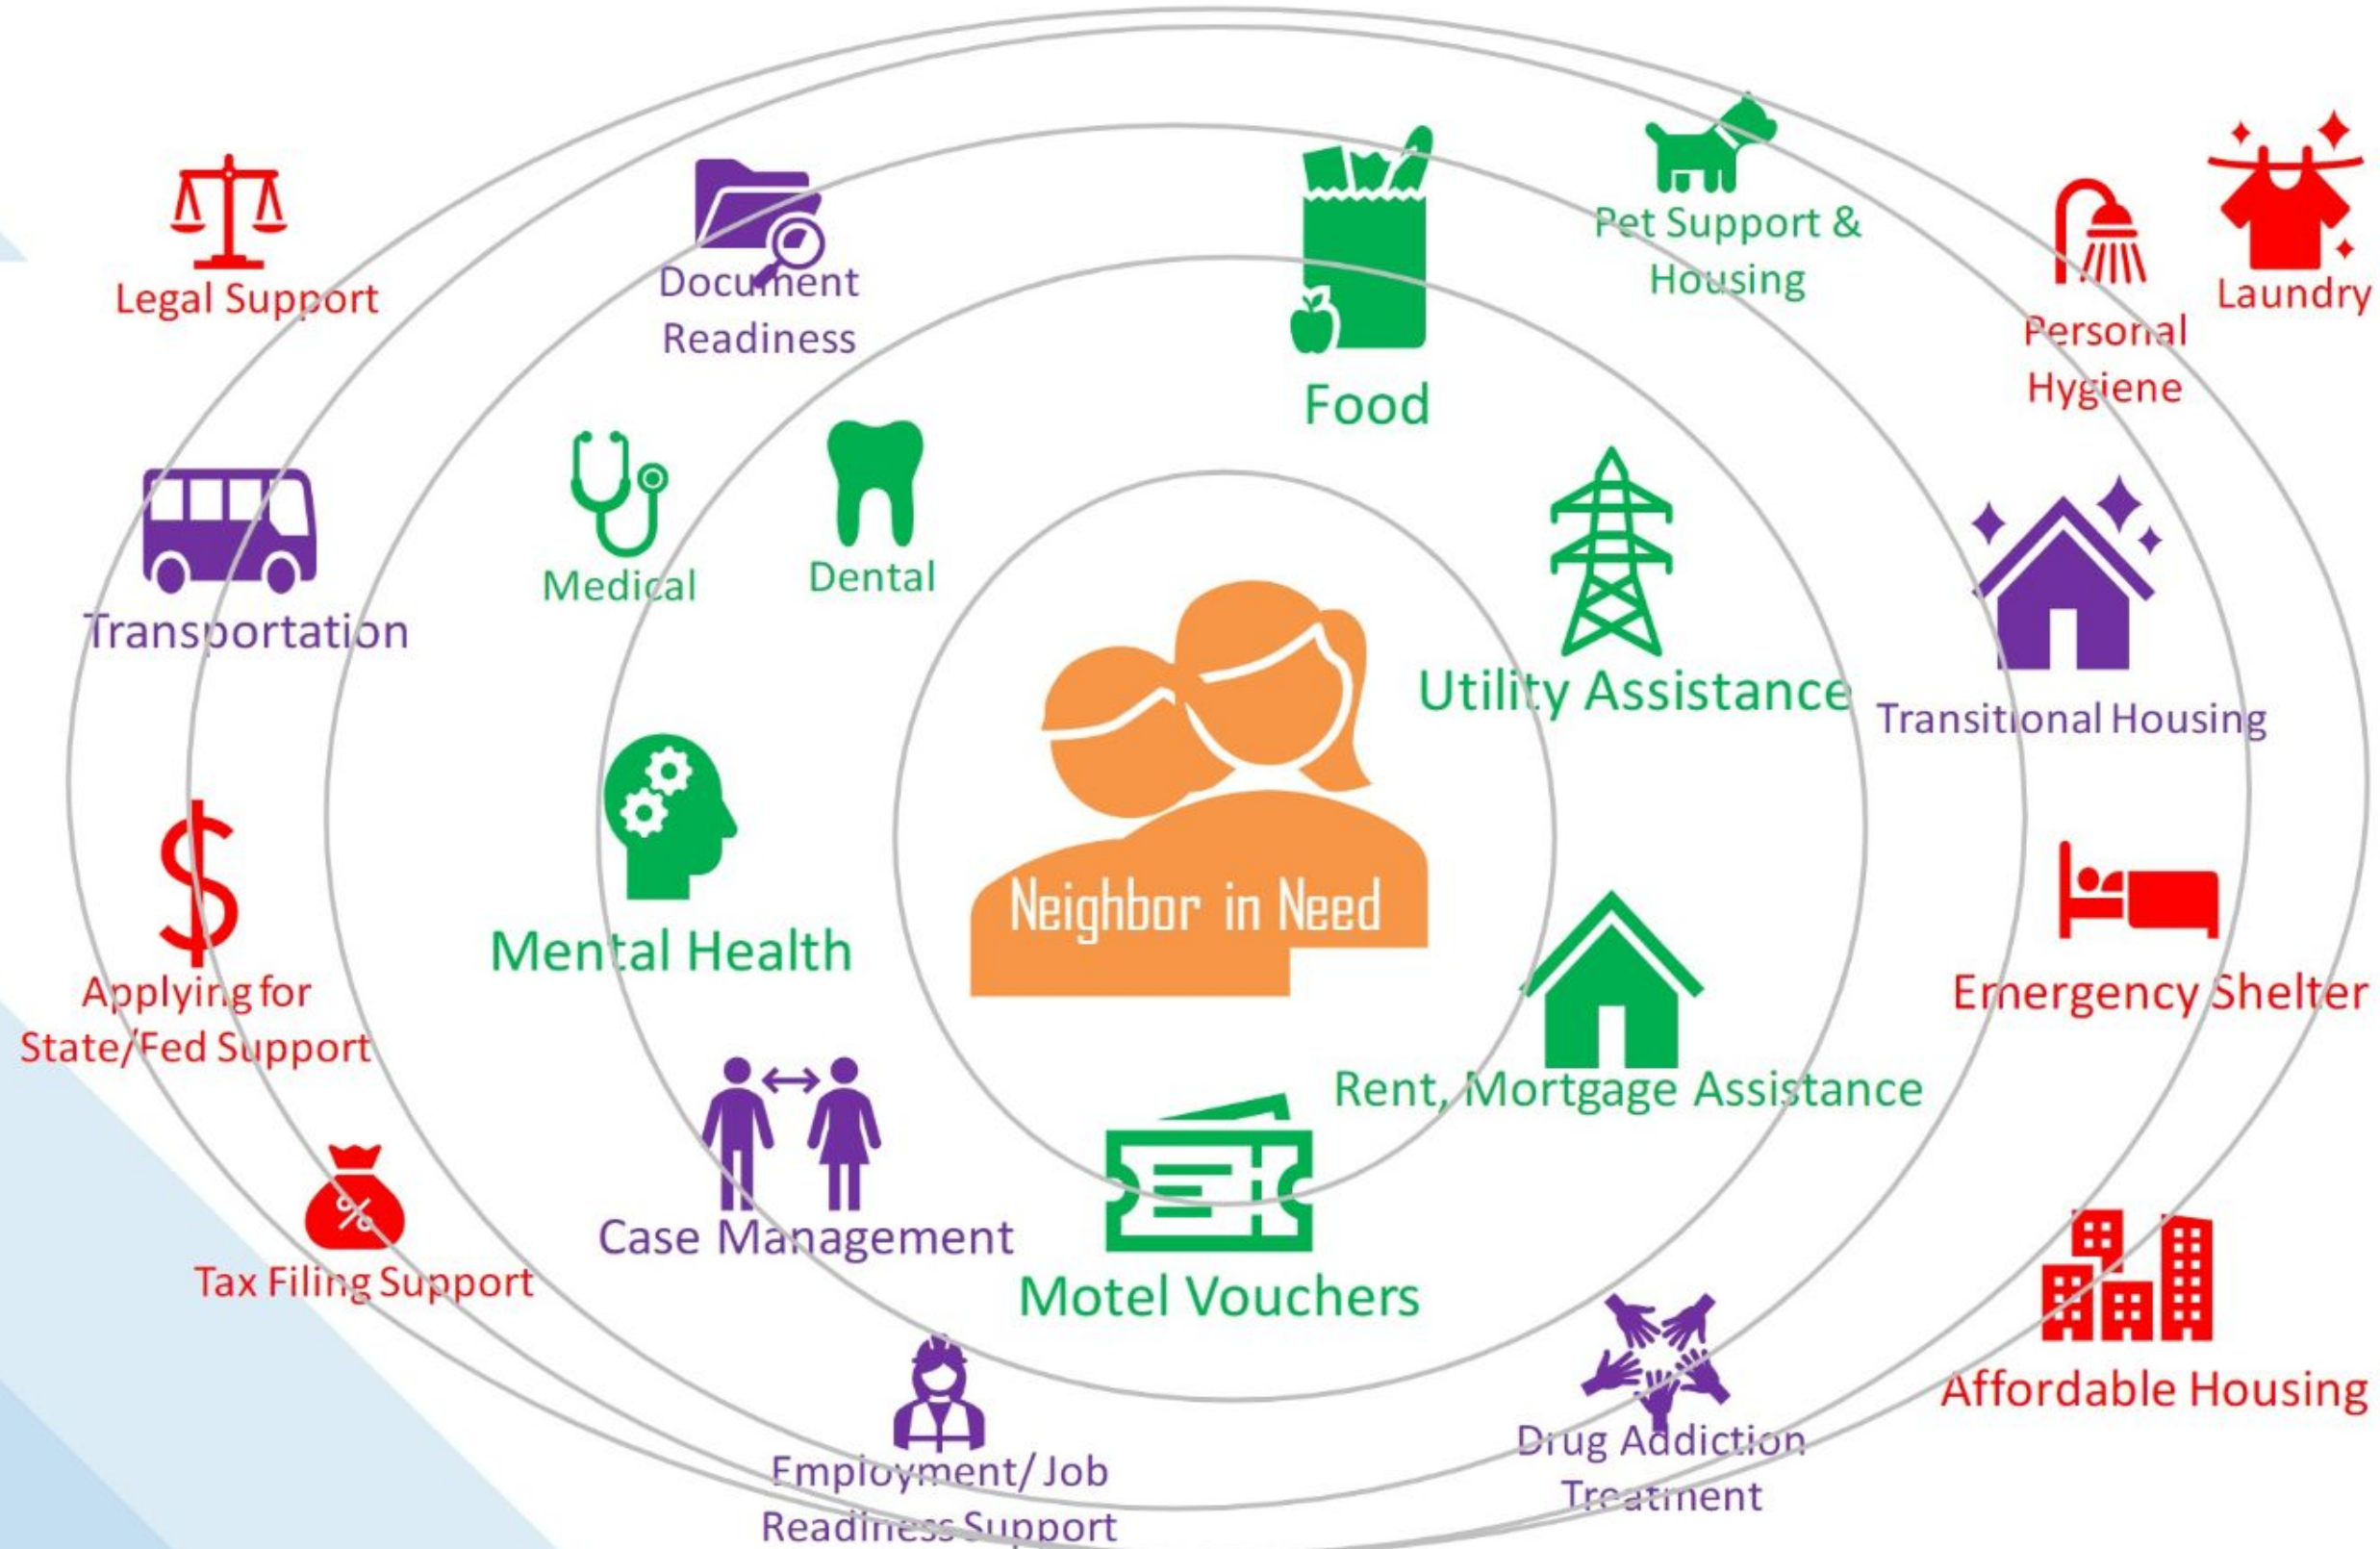 Legal Support
Document
Readiness
Food
Pet Support &
Housing
Personal
Hygiene
Laundry
Transportation
Medical
Dental
Utility Assistance
Transitional Housing
Mental Health
Neighbor in Need
Applying for
State/Fed Support
Emergency Shelter
Rent, Mortgage Assistance
Case Management
Tax Filing Support
Motel Vouchers
Affordable Housing
Employment/ Job
Readiness Support
Drug Addiction
Treatment
$
%